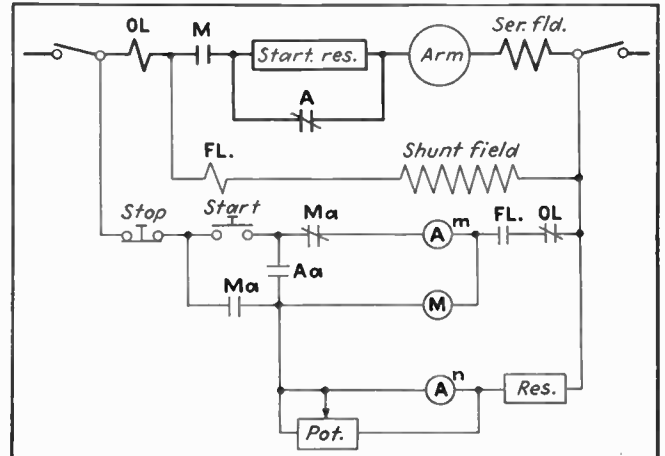 OL
M
Start. res.
Arm
Ser. fld.
A
FL.
Shunt field
Stop
Start
Ma
A m
FL.
OL
Aa
Ma
M
A n
Res.
Pot.